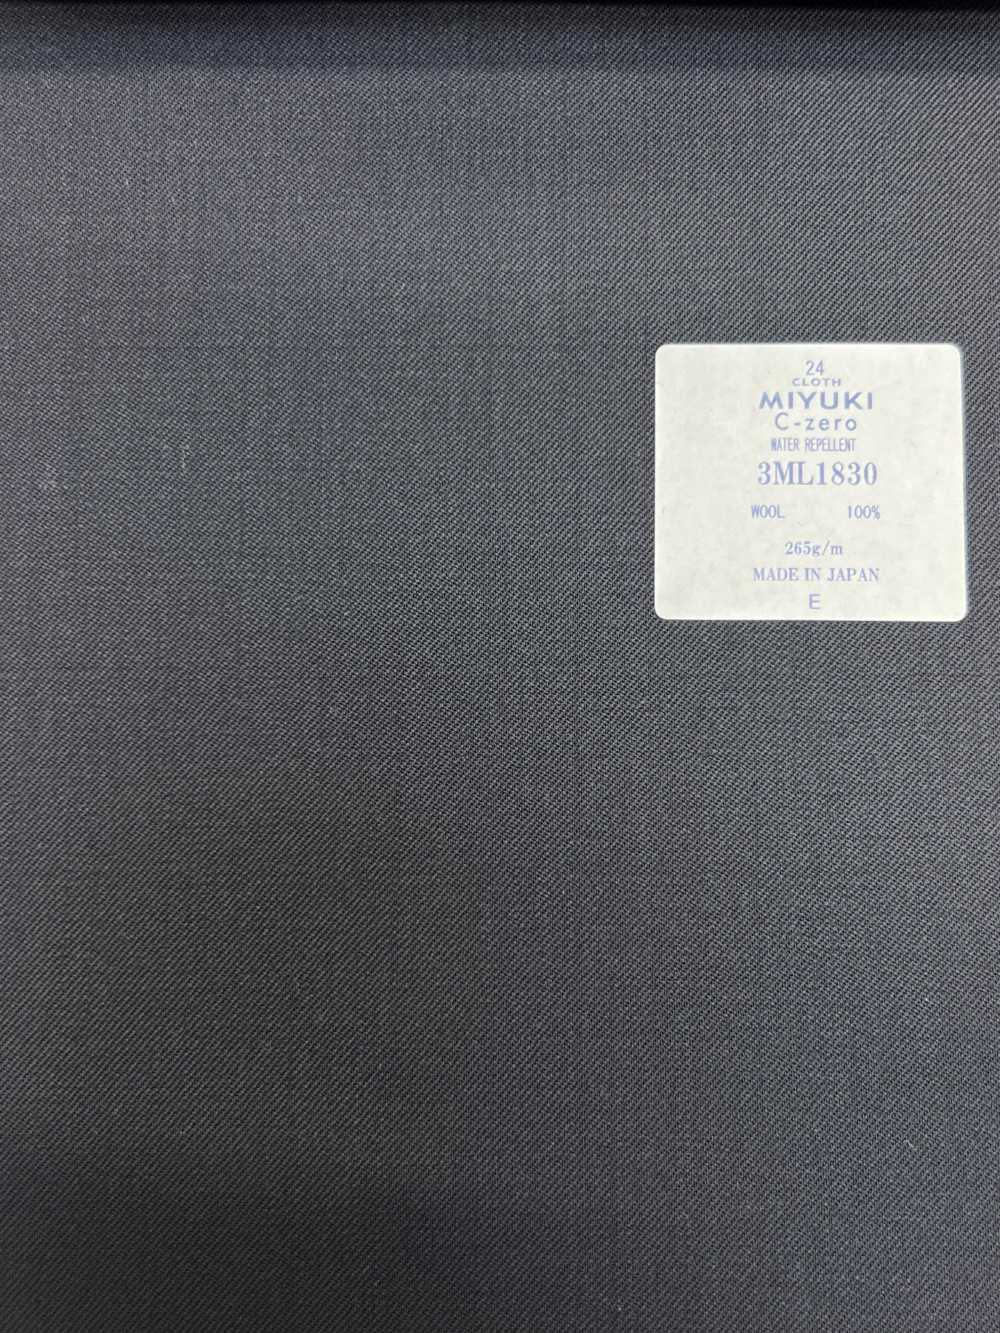 24
CLOTH
MIYUKI
C-zero
WATER REPELLENT
3ML1830
WOOL 100%
265g/m
MADE IN JAPAN
E